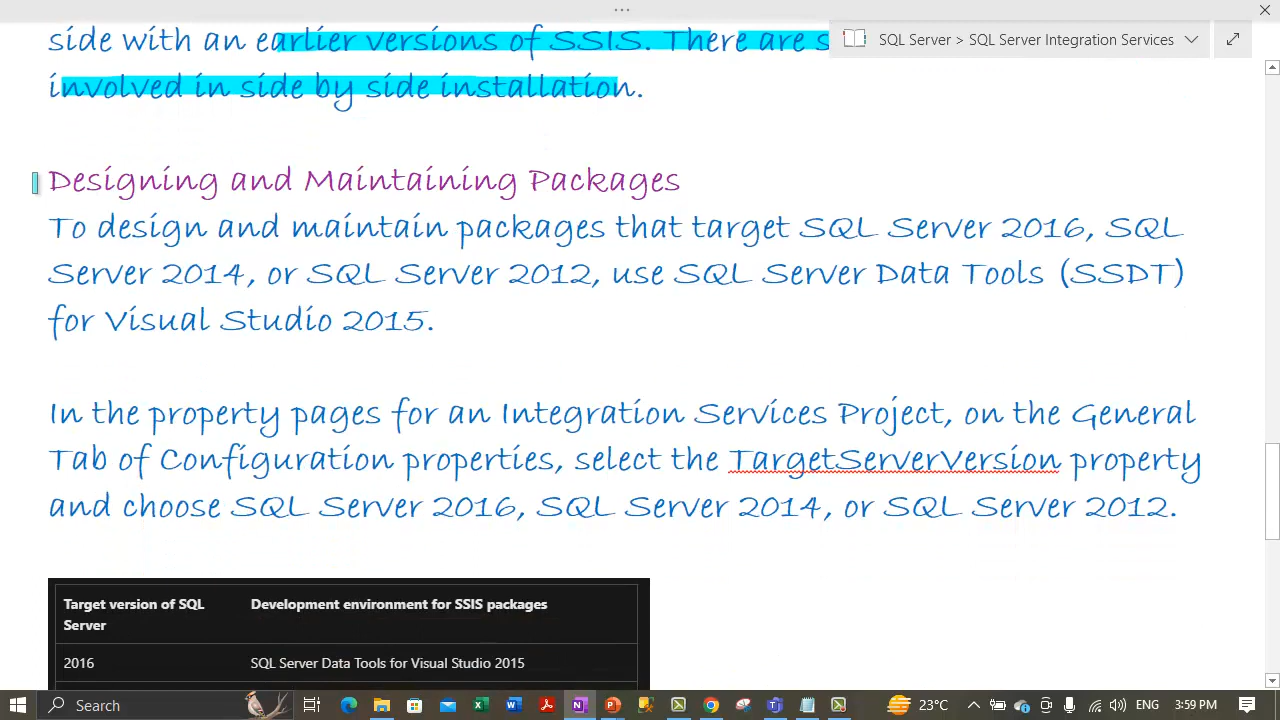 side with an earlier versions of SSIS. There are s
SQL Server > SQL Server Integration Services
involved in side by side installation.
Designing and Maintaining Packages
To design and maintain packages that target SQL Server 2016, SQL
Server 2014, or SQL Server 2012, use SQL Server Data Tools (SSDT)
for Visual Studio 2015.
In the property pages for an Integration Services Project, on the General
Tab of Configuration properties, select the TargetServerVersion property
and choose SQL Server 2016, SQL Server 2014, or SQL Server 2012.
Target version of SQL Server
Development environment for SSIS packages
2016
SQL Server Data Tools for Visual Studio 2015
Search
23°C
ENG
3:59 PM